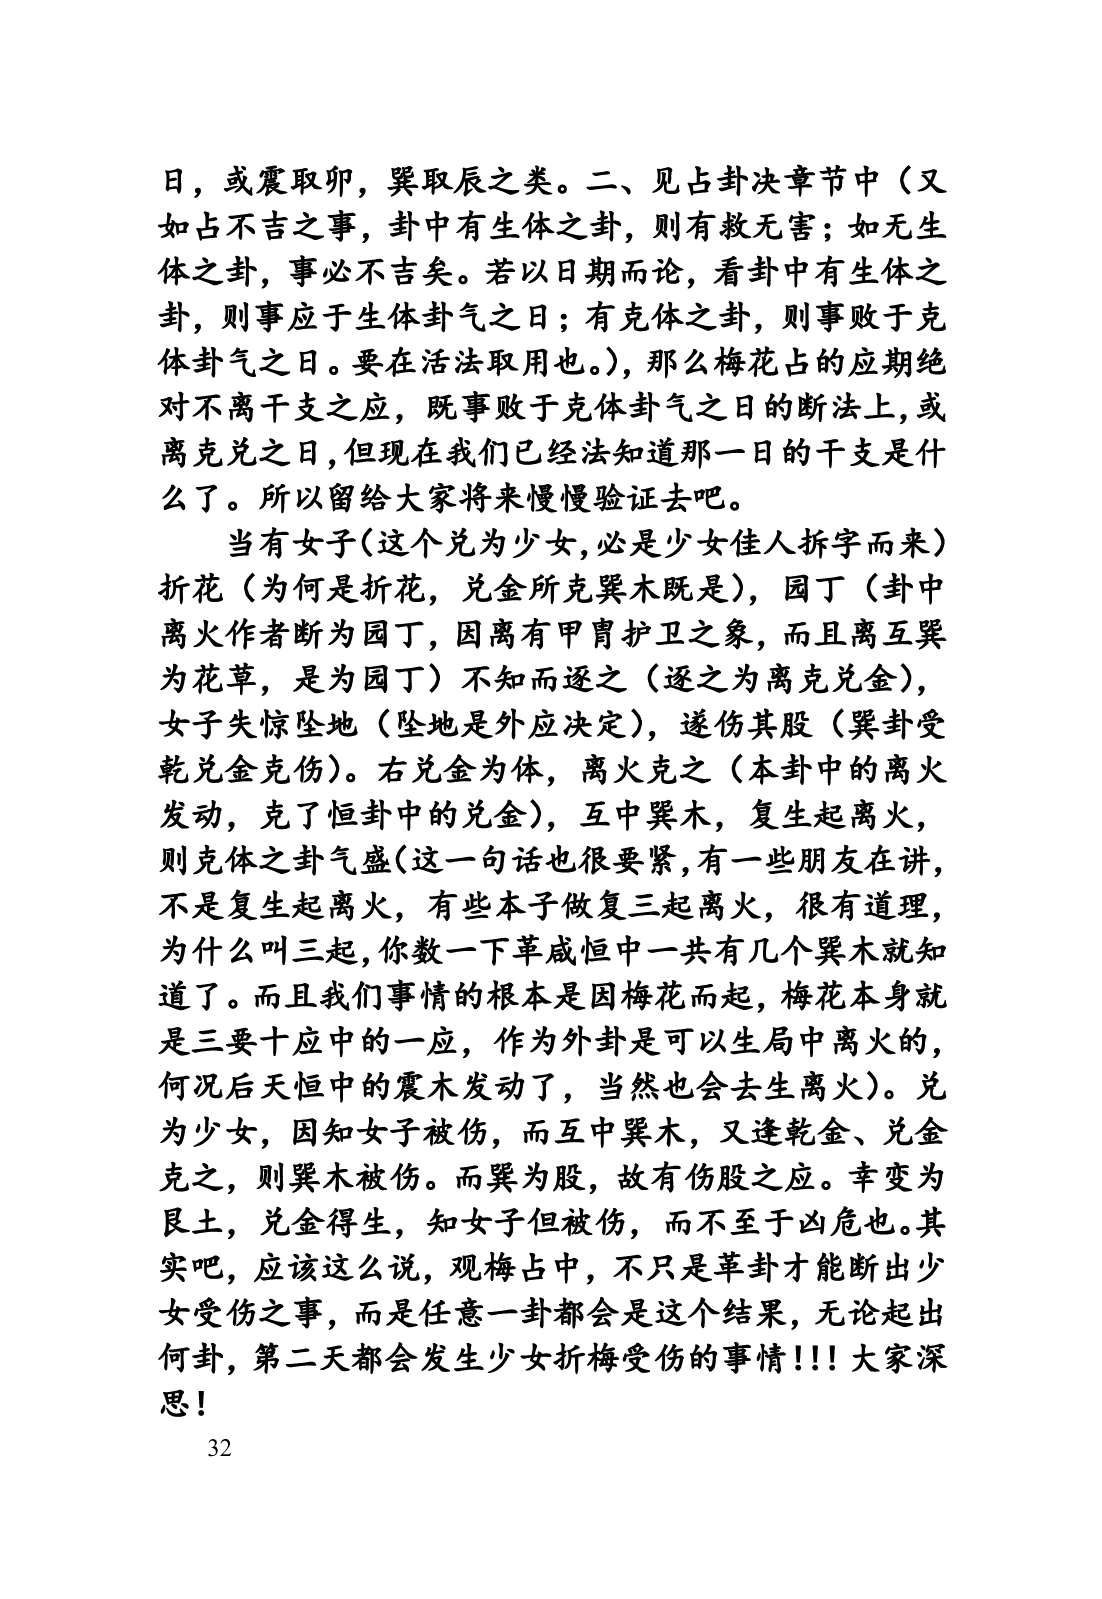 日，或震取卯，巽取辰之类。二、见占卦决章节中（又
如占不吉之事，卦中有生体之卦，则有救无害；如无生
体之卦，事必不吉矣。若以日期而论，看卦中有生体之
卦，则事应于生体卦气之日；有克体之卦，则事败于克
体卦气之日。要在活法取用也。），那么梅花占的应期绝
对不离干支之应，既事败于克体卦气之日的断法上，或
离克兑之日，但现在我们已经法知道那一日的干支是什
么了。所以留给大家将来慢慢验证去吧。
当有女子（这个兑为少女，必是少女佳人拆字而来）
折花（为何是折花，兑金所克巽木既是），园丁（卦中
离火作者断为园丁，因离有甲胄护卫之象，而且离互巽
为花草，是为园丁）不知而逐之（逐之为离克兑金），
女子失惊坠地（坠地是外应决定），遂伤其股（巽卦受
乾兑金克伤）。右兑金为体，离火克之（本卦中的离火
发动，克了恒卦中的兑金），互中巽木，复生起离火，
则克体之卦气盛（这一句话也很要紧，有一些朋友在讲，
不是复生起离火，有些本子做复三起离火，很有道理，
为什么叫三起，你数一下革咸恒中一共有几个巽木就知
道了。而且我们事情的根本是因梅花而起，梅花本身就
是三要十应中的一应，作为外卦是可以生局中离火的，
何况后天恒中的震木发动了，当然也会去生离火）。兑
为少女，因知女子被伤，而互中巽木，又逢乾金、兑金
克之，则巽木被伤。而巽为股，故有伤股之应。幸变为
艮土，兑金得生，知女子但被伤，而不至于凶危也。其
实吧，应该这么说，观梅占中，不只是革卦才能断出少
女受伤之事，而是任意一卦都会是这个结果，无论起出
何卦，第二天都会发生少女折梅受伤的事情！！！大家深
思！
32